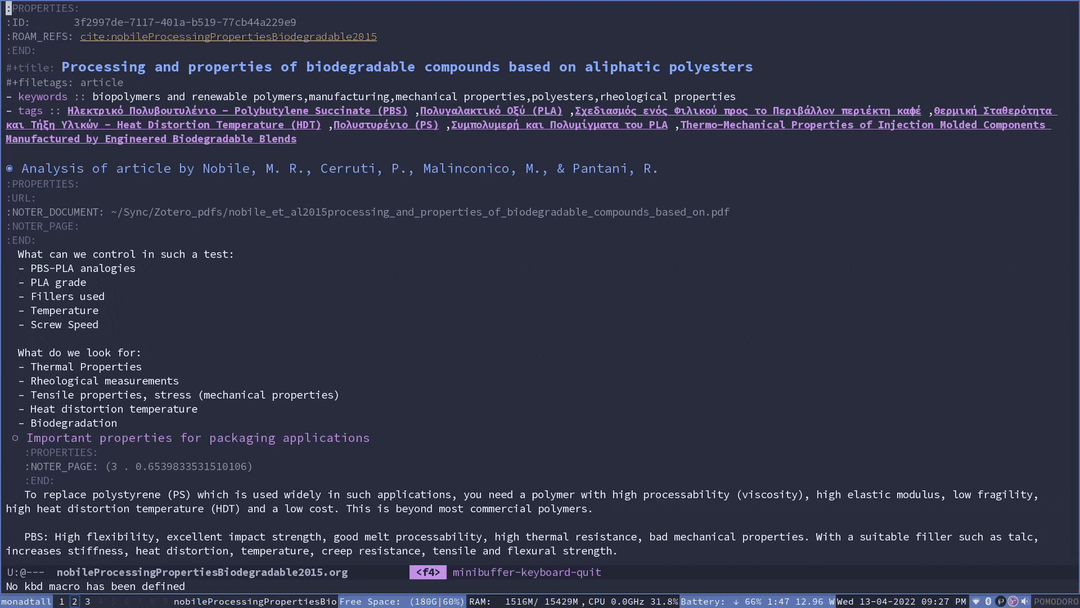 :PROPERTIES:
:ID:       3f2997de-7117-401a-b519-77cb44a229e9
:ROAM_REFS: cite:nobileProcessingPropertiesBiodegradable2015
:END:
#+title: Processing and properties of biodegradable compounds based on aliphatic polyesters
#+filetags: article
- keywords :: biopolymers and renewable polymers,manufacturing,mechanical properties,polyesters,rheological properties
- tags :: Ηλεκτρικό Πολυβουτυλένιο - Polybutylene Succinate (PBS) ,Πολυγαλακτικό Οξύ (PLA) ,Σχεδιασμός ενός Φιλικού προς το Περιβάλλον περιέκτη καφέ ,Θερμική Σταθερότητα
και Τήξη Υλικών - Heat Distortion Temperature (HDT) ,Πολυστυρένιο (PS) ,Συμπολυμερή και Πολυμίγματα του PLA ,Thermo-Mechanical Properties of Injection Molded Components
Manufactured by Engineered Biodegradable Blends
◉ Analysis of article by Nobile, M. R., Cerruti, P., Malinconico, M., & Pantani, R.
:PROPERTIES:
:URL:
:NOTER_DOCUMENT: ~/Sync/Zotero_pdfs/nobile_et_al2015processing_and_properties_of_biodegradable_compounds_based_on.pdf
:NOTER_PAGE:
:END:
What can we control in such a test:
- PBS-PLA analogies
- PLA grade
- Fillers used
- Temperature
- Screw Speed
What do we look for:
- Thermal Properties
- Rheological measurements
- Tensile properties, stress (mechanical properties)
- Heat distortion temperature
- Biodegradation
○ Important properties for packaging applications
:PROPERTIES:
:NOTER_PAGE: (3 . 0.6539833531510106)
:END:
To replace polystyrene (PS) which is used widely in such applications, you need a polymer with high processability (viscosity), high elastic modulus, low fragility,
high heat distortion temperature (HDT) and a low cost. This is beyond most commercial polymers.
PBS: High flexibility, excellent impact strength, good melt processability, high thermal resistance, bad mechanical properties. With a suitable filler such as talc,
increases stiffness, heat distortion, temperature, creep resistance, tensile and flexural strength.
U:@--- nobileProcessingPropertiesBiodegradable2015.org <f4> minibuffer-keyboard-quit
No kbd macro has been defined
monadtall 1 2 3 nobileProcessingPropertiesBio Free Space: (180G|60%) RAM: 1516M/ 15429M , CPU 0.0GHz 31.8% Battery: ↓ 66% 1:47 12.96 W Wed 13-04-2022 09:27 PM POMODORO